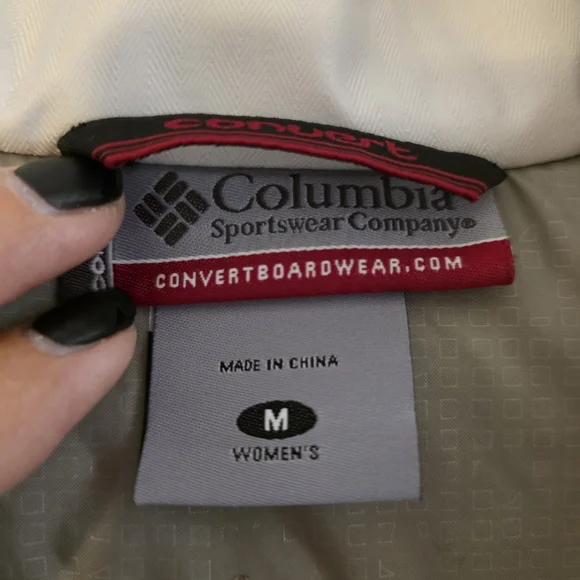 convert
Columbia
Sportswear Company®
CONVERTBOARDWEAR.COM
MADE IN CHINA
M
WOMEN'S